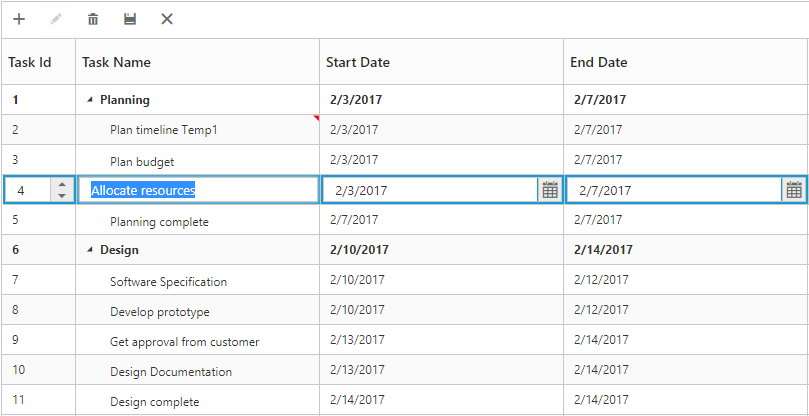 Task Id Task Name Start Date End Date
1 Planning 2/3/2017 2/7/2017
2 Plan timeline Temp1 2/3/2017 2/7/2017
3 Plan budget 2/3/2017 2/7/2017
4 Allocate resources 2/3/2017 2/7/2017
5 Planning complete 2/7/2017 2/7/2017
6 Design 2/10/2017 2/14/2017
7 Software Specification 2/10/2017 2/12/2017
8 Develop prototype 2/10/2017 2/12/2017
9 Get approval from customer 2/13/2017 2/14/2017
10 Design Documentation 2/13/2017 2/14/2017
11 Design complete 2/14/2017 2/14/2017